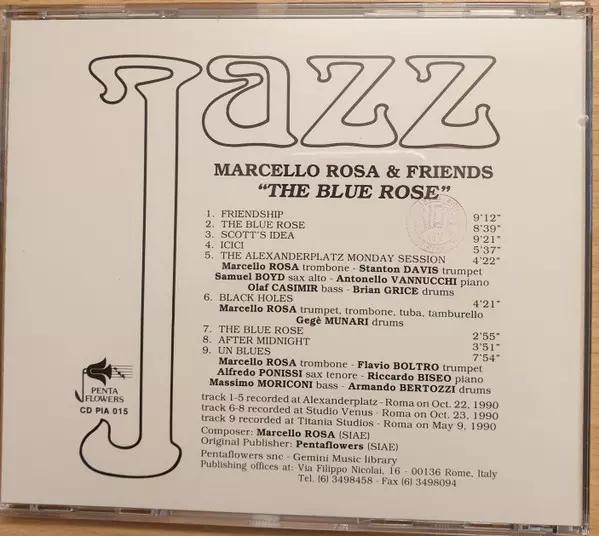 Jazz
MARCELLO ROSA & FRIENDS
"THE BLUE ROSE"
1. FRIENDSHIP 9'12"
2. THE BLUE ROSE 8'39"
3. SCOTT'S IDEA 9'21"
4. ICICI 5'37"
5. THE ALEXANDERPLATZ MONDAY SESSION 4'22"
Marcello ROSA trombone - Stanton DAVIS trumpet
Samuel BOYD sax alto - Antonello VANNUCCHI piano
Olaf CASIMIR bass - Brian GRICE drums
6. BLACK HOLES 4'21"
Marcello ROSA trumpet, trombone, tuba, tamburello
Gegè MUNARI drums
7. THE BLUE ROSE 2'55"
8. AFTER MIDNIGHT 3'51"
9. UN BLUES 7'54"
Marcello ROSA trombone - Flavio BOLTRO trumpet
Alfredo PONISSI sax tenore - Riccardo BISEO piano
Massimo MORICONI bass - Armando BERTOZZI drums
track 1-5 recorded at Alexanderplatz - Roma on Oct. 22, 1990
track 6-8 recorded at Studio Venus - Roma on Oct. 23, 1990
track 9 recorded at Titania Studios - Roma on May 9, 1990
Composer: Marcello ROSA (SIAE)
Original Publisher: Pentaflowers (SIAE)
Pentaflowers snc - Gemini Music library
Publishing offices at: Via Filippo Nicolai, 16 - 00136 Rome, Italy
Tel. (6) 3498458 - Fax (6) 3498094
PENTA
FLOWERS
CD PIA 015